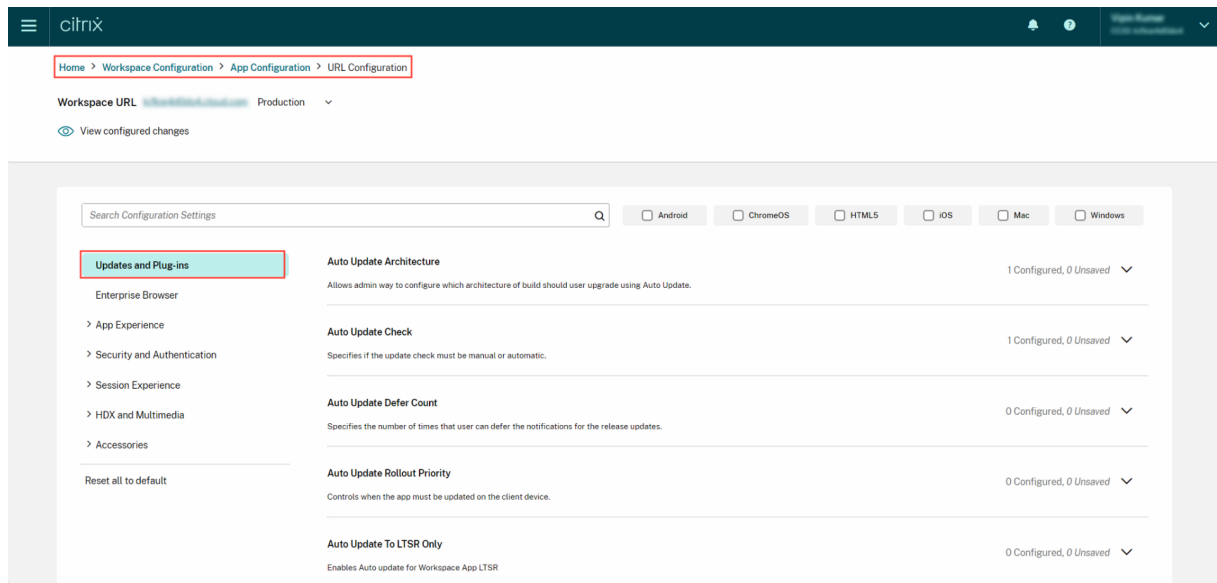 citrix
Home > Workspace Configuration > App Configuration > URL Configuration
Workspace URL Production
View configured changes
Search Configuration Settings
Android ChromeOS HTML5 iOS Mac Windows
Updates and Plug-ins
Enterprise Browser
> App Experience
> Security and Authentication
> Session Experience
> HDX and Multimedia
> Accessories
Reset all to default
Auto Update Architecture
1 Configured, 0 Unsaved
Allows admin way to configure which architecture of build should user upgrade using Auto Update.
Auto Update Check
1 Configured, 0 Unsaved
Specifies if the update check must be manual or automatic.
Auto Update Defer Count
0 Configured, 0 Unsaved
Specifies the number of times that user can defer the notifications for the release updates.
Auto Update Rollout Priority
0 Configured, 0 Unsaved
Controls when the app must be updated on the client device.
Auto Update To LTSR Only
0 Configured, 0 Unsaved
Enables Auto update for Workspace App LTSR